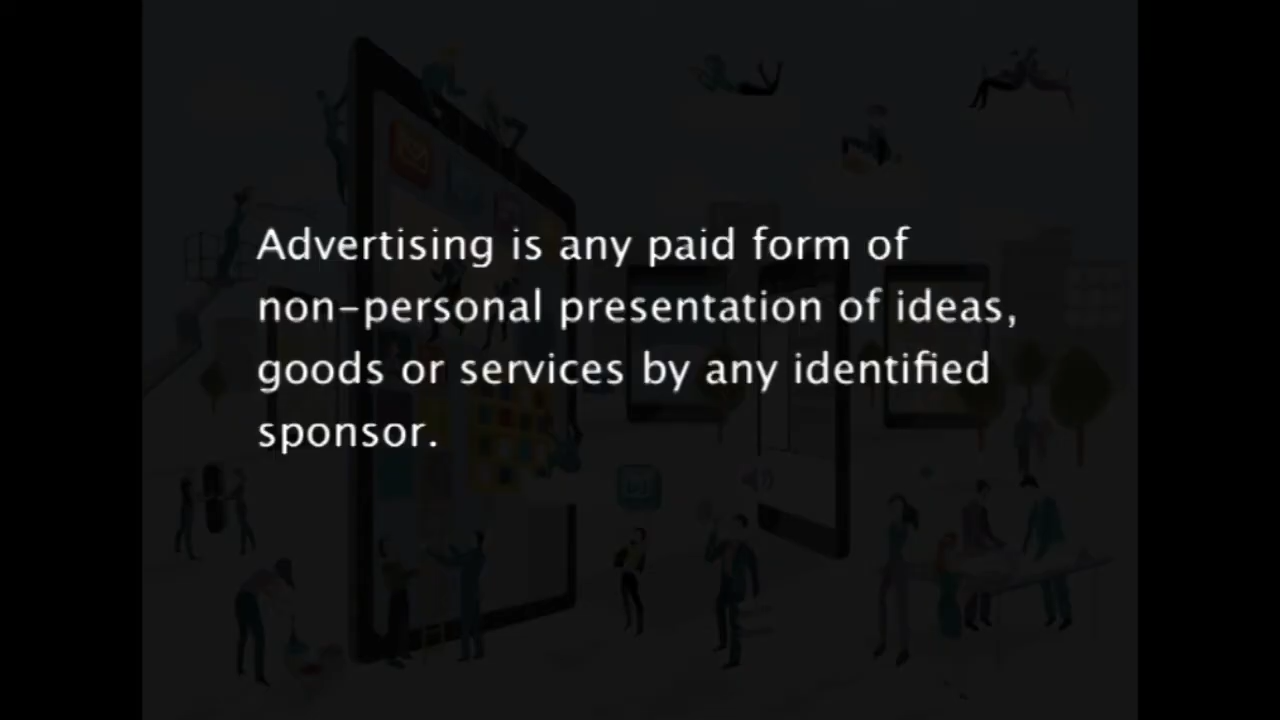 Advertising is any paid form of
non-personal presentation of ideas,
goods or services by any identified
sponsor.